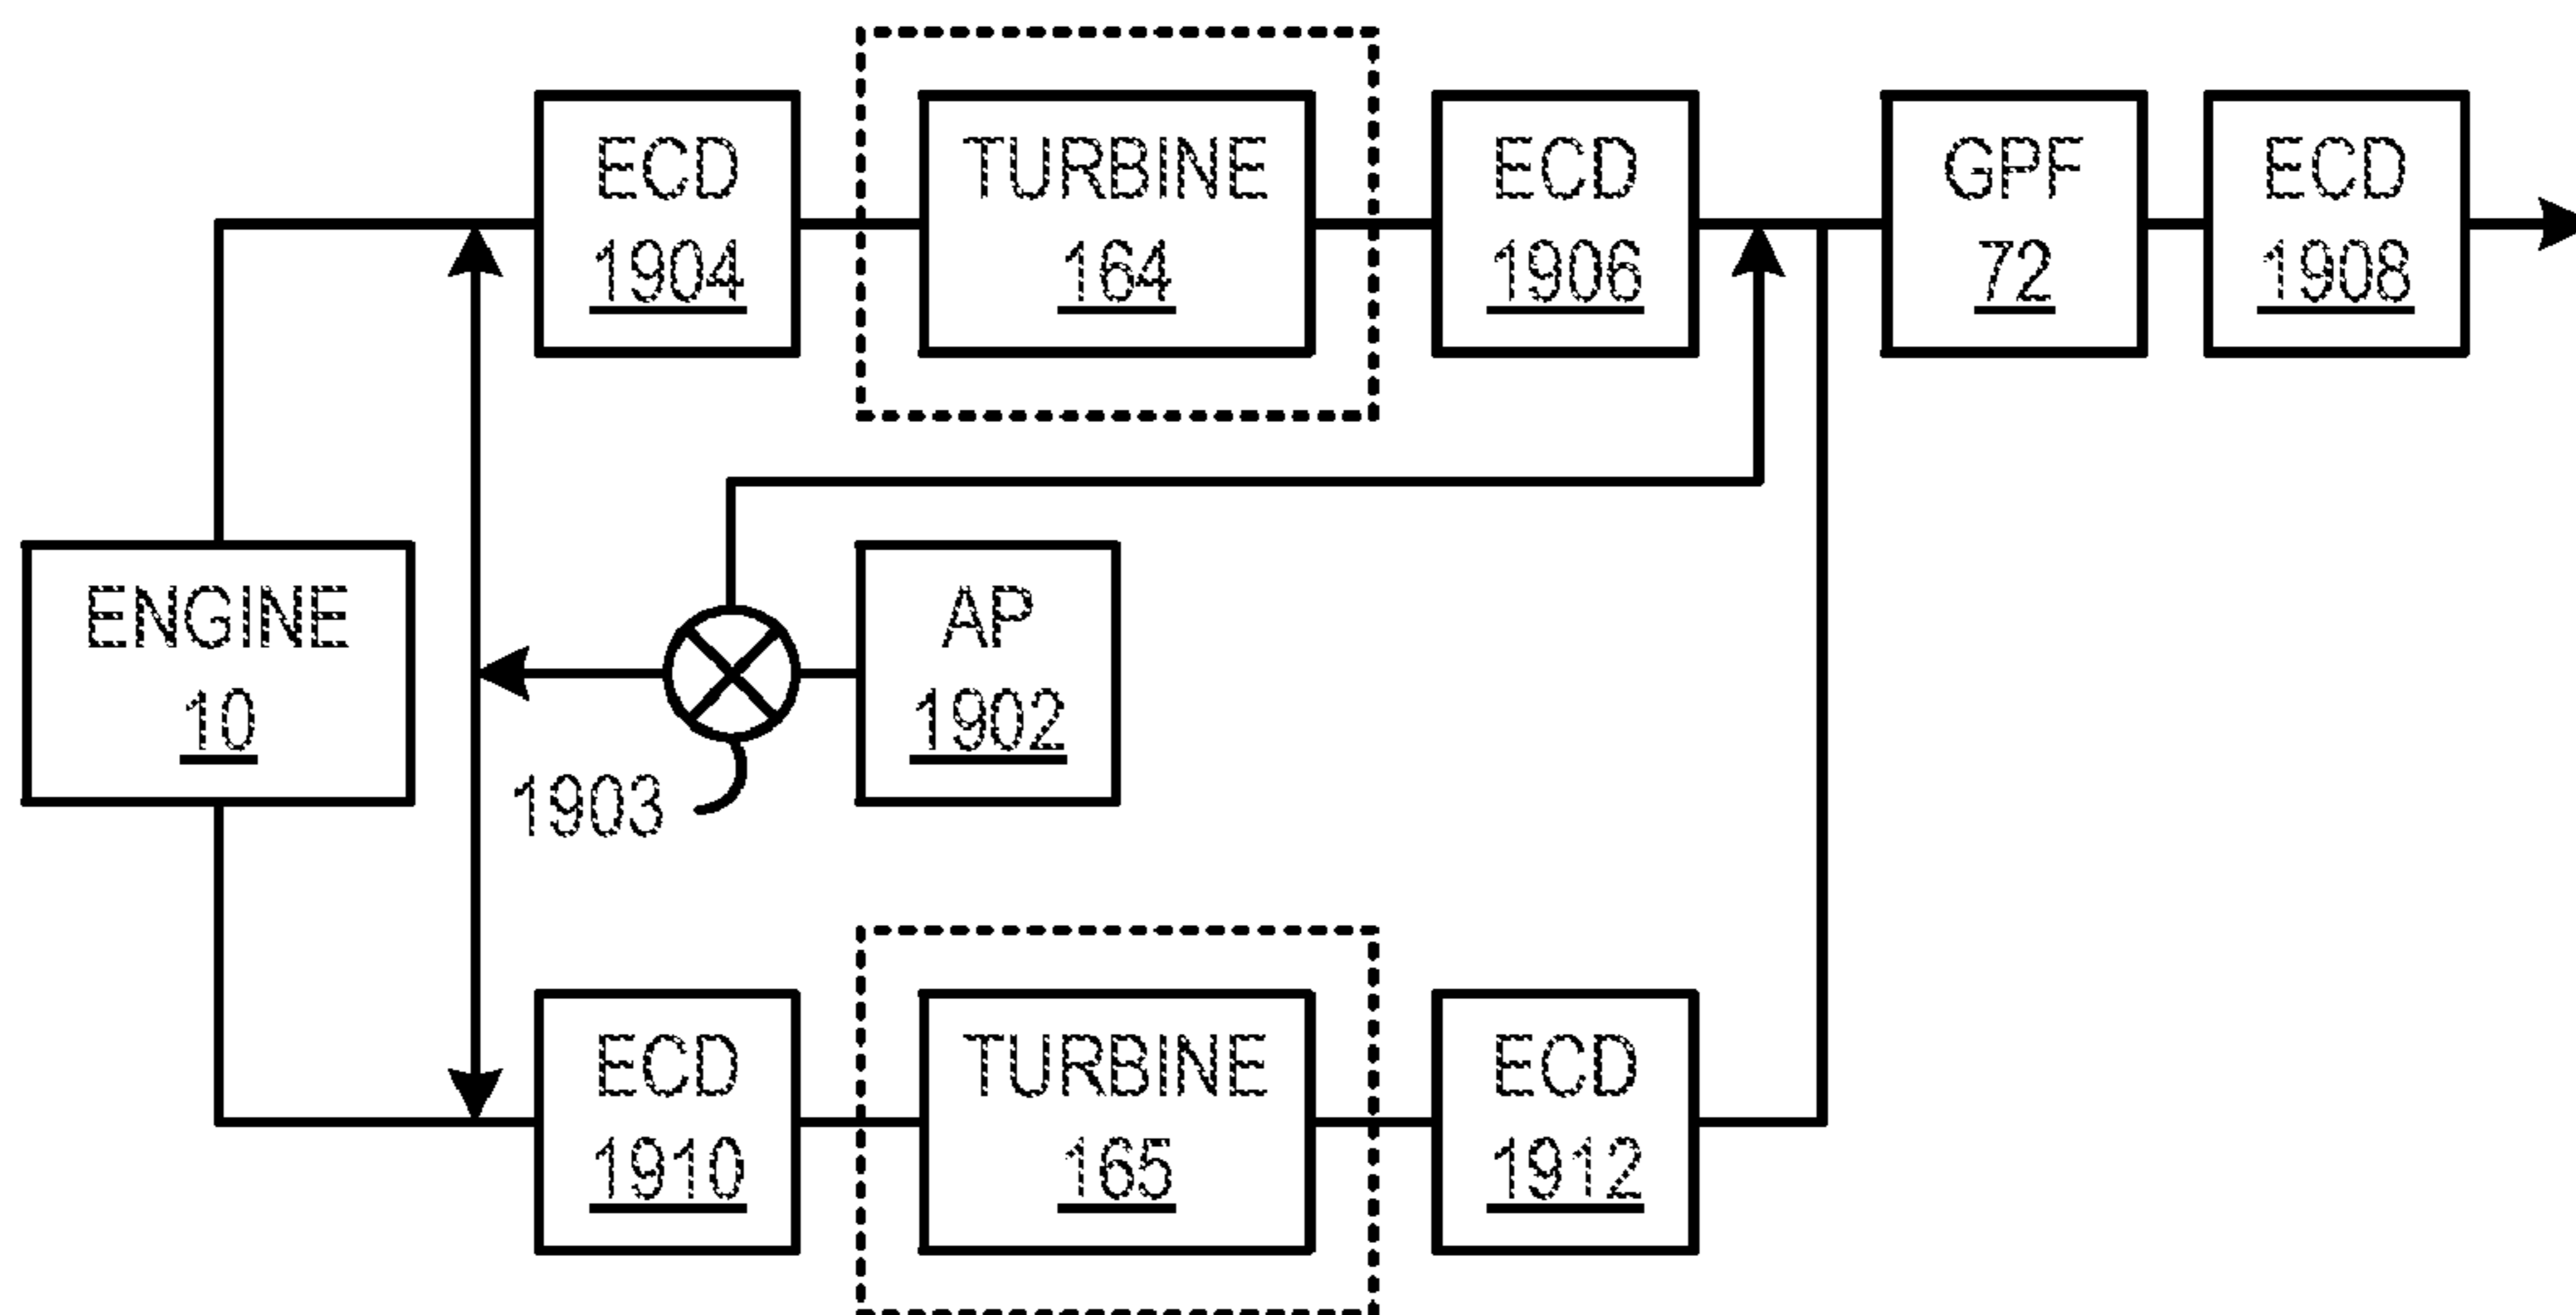 ECD
1904
TURBINE
164
ECD
1906
GPF
72
ECD
1908
ENGINE
10
1903
AP
1902
ECD
1910
TURBINE
165
ECD
1912